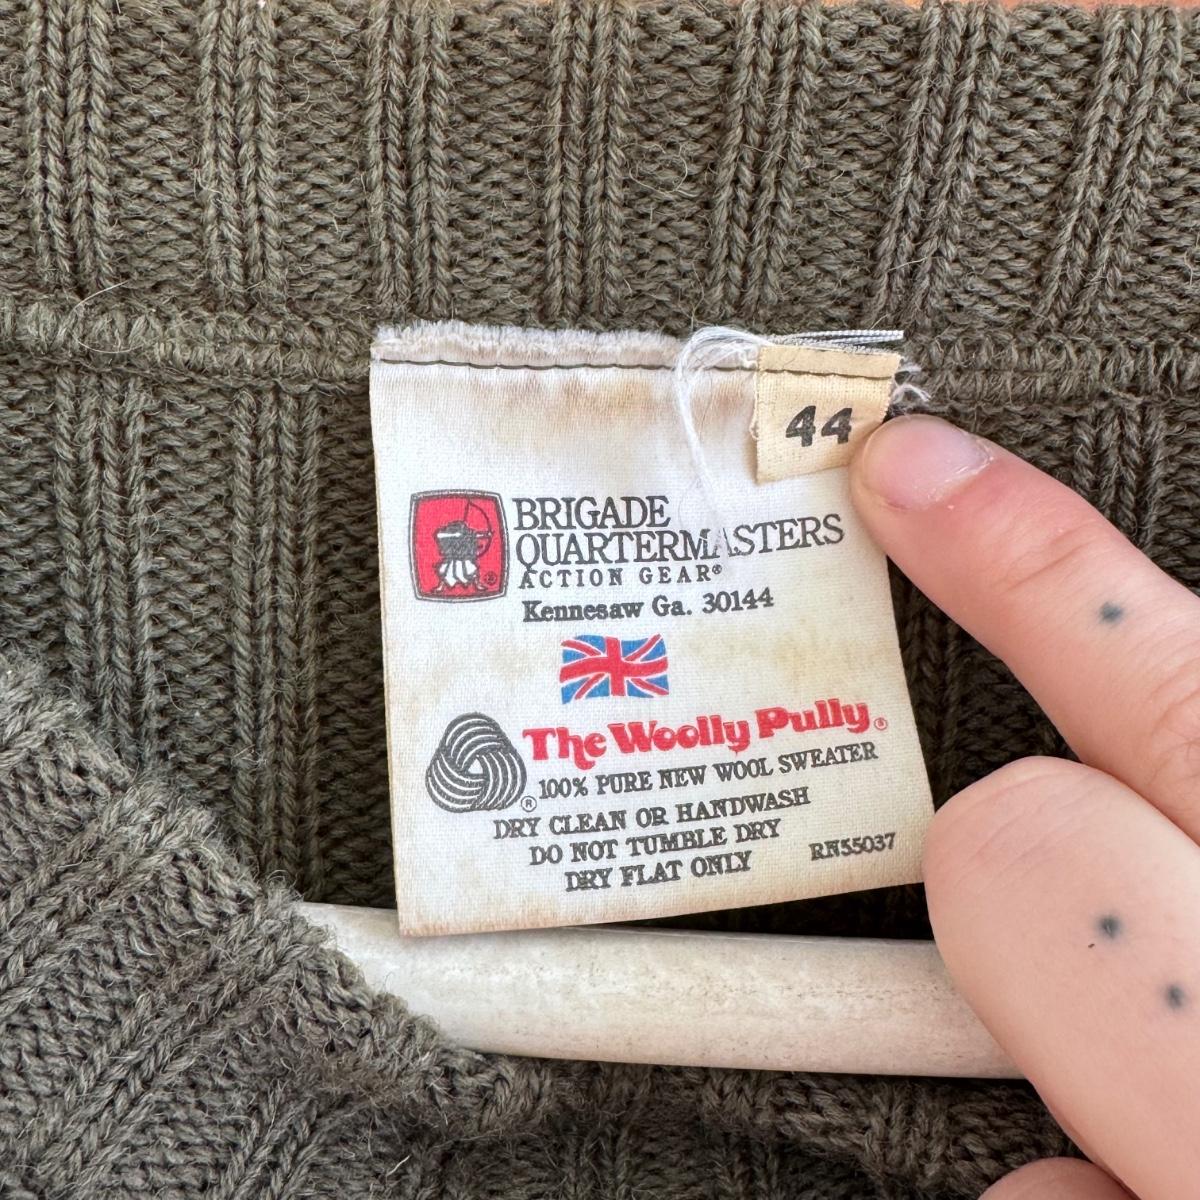 44
BRIGADE
QUARTERMASTERS
ACTION GEAR®
Kennesaw Ga. 30144
The Woolly Pully®
100% PURE NEW WOOL SWEATER
®
DRY CLEAN OR HANDWASH
DO NOT TUMBLE DRY
DRY FLAT ONLY
RN55037